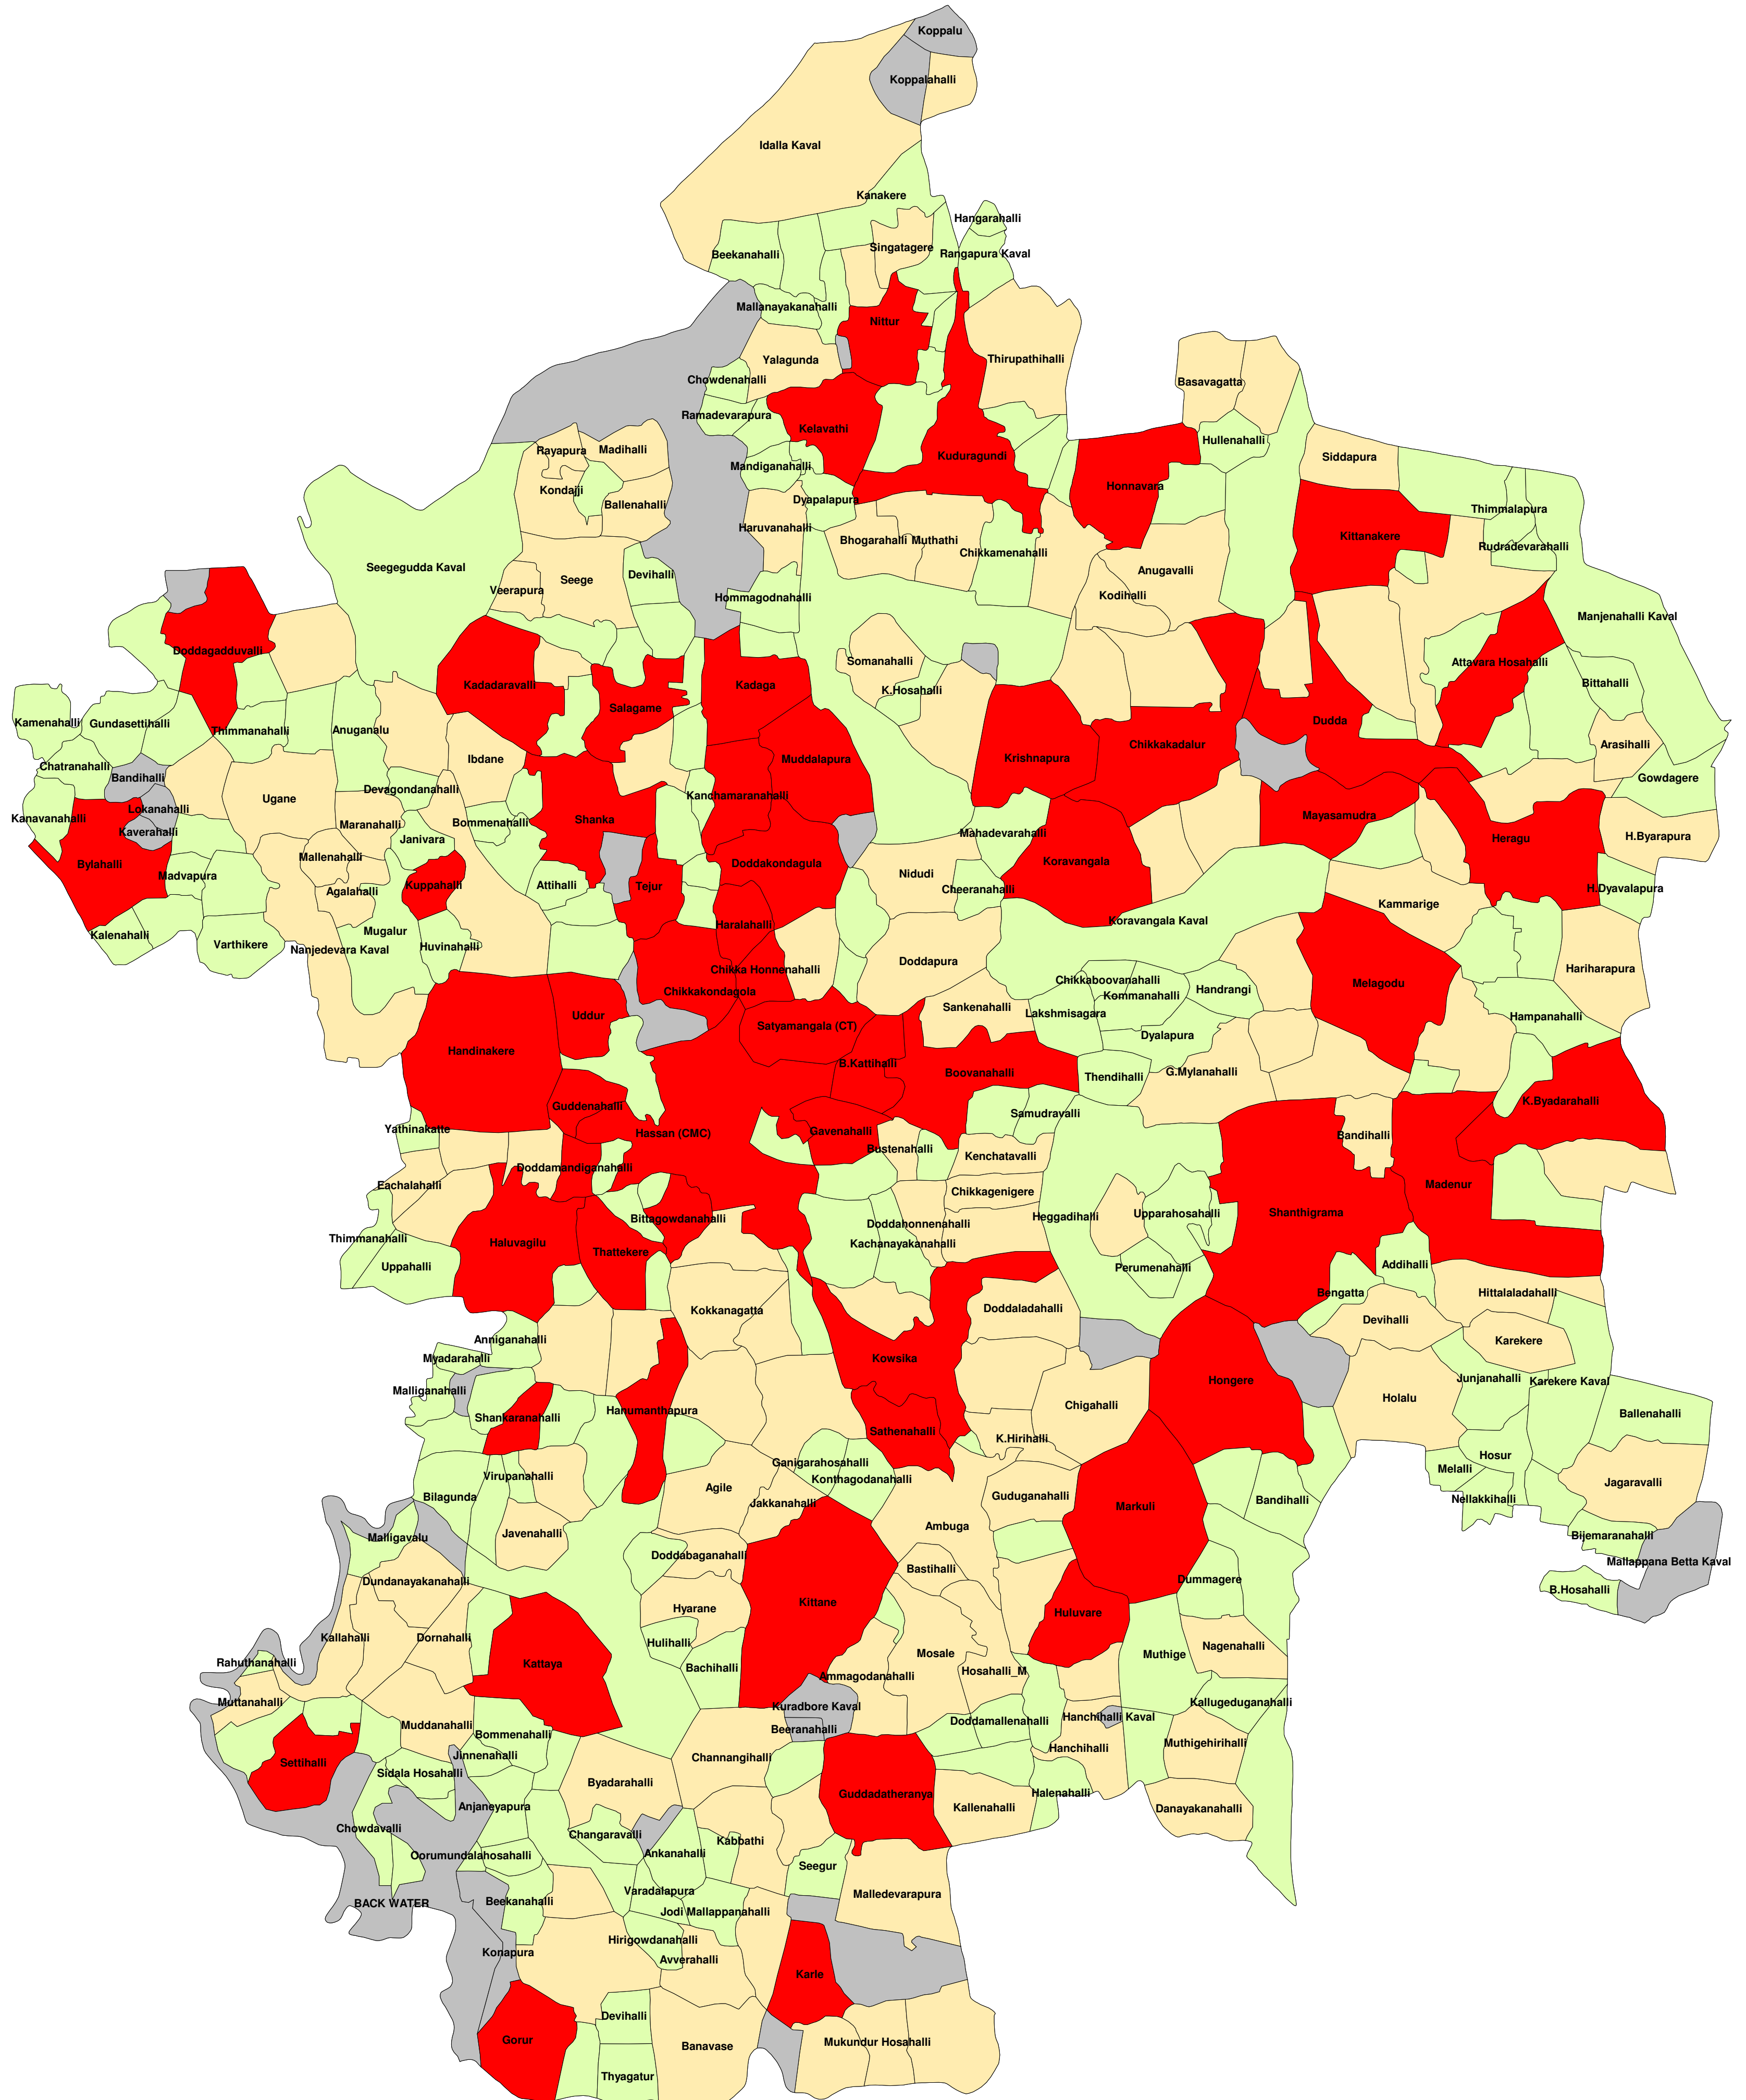 Koppalu
Koppalahalli
Idalla Kaval
Kanakere
Hangarahalli
Singatagere
Rangapura Kaval
Beekanahalli
Mallanayakanahalli
Nittur
Yalagunda
Thirupathihalli
Chowdenahalli
Basavagatta
Ramadevarapura
Kelavathi
Hullenahalli
Rayapura
Madihalli
Kuduragundi
Siddapura
Mandiganahalli
Honnavara
Kondajji
Ballenahalli
Dyapalapura
Thimmalapura
Haruvanahalli
Bhogarahalli
Muthathi
Kittanakere
Rudradevarahalli
Chikkamenahalli
Seegegudda Kaval
Anugavalli
Seege
Devihalli
Veerapura
Kodihalli
Hommagodnahalli
Manjenahalli Kaval
Doddagadduvalli
Somanahalli
Attavara Hosahalli
Kadadaravalli
Kadaga
K.Hosahalli
Bittahalli
Salagame
Kamenahalli
Gundasettihalli
Thimmanahalli
Anuganalu
Dudda
Chikkakadalur
Arasihalli
Ibdane
Muddalapura
Krishnapura
Chatranahalli
Bandihalli
Gowdagere
Devagondanahalli
Ugane
Kandhamaranahalli
Lokanahalli
Kanavanahalli
Maranahalli
Bommenahalli
Shanka
Mayasamudra
Kaverahalli
Janivara
Mahadevarahalli
Heragu
H.Byarapura
Bylahalli
Mallenahalli
Doddakondagula
Koravangala
Madvapura
Nidudi
Kuppahalli
Attihalli
Tejur
Agalahalli
Cheeranahalli
H.Dyavalapura
Kammarige
Koravangala Kaval
Haralahalli
Kalenahalli
Mugalur
Varthikere
Nanjedevara Kaval
Huvinahalli
Doddapura
Chikka Honnenahalli
Hariharapura
Chikkaboovanahalli
Melagodu
Chikkakondagola
Kommanahalli
Handrangi
Sankenahalli
Lakshmisagara
Uddur
Hampanahalli
Satyamangala (CT)
Dyalapura
Handinakere
B.Kattihalli
Boovanahalli
Thendihalli
G.Mylanahalli
Guddenahalli
K.Byadarahalli
Samudravalli
Yathinakatte
Hassan (CMC)
Gavenahalli
Bandihalli
Bustenahalli
Kenchatavalli
Doddamandiganahalli
Eachalahalli
Madenur
Chikkagenigere
Bittagowdanahalli
Heggadihalli
Upparahosahalli
Shanthigrama
Doddahonnenahalli
Thimmanahalli
Haluvagilu
Kachanayakanahalli
Thattekere
Uppahalli
Perumenahalli
Addihalli
Bengatta
Hittalaladahalli
Kokkanagatta
Doddaladahalli
Devihalli
Anniganahalli
Karekere
Myadarahalli
Kowsika
Hongere
Junjanahalli
Karekere Kaval
Malliganahalli
Holalu
Chigahalli
Hanumanthapura
Shankaranahalli
Ballenahalli
Sathenahalli
K.Hirihalli
Hosur
Ganigarahosahalli
Melalli
Virupanahalli
Konthagodanahalli
Jagaravalli
Agile
Bilagunda
Guduganahalli
Bandihalli
Nellakkihalli
Jakkanahalli
Markuli
Ambuga
Javenahalli
Malligavalu
Bijemaranahalli
Doddabaganahalli
Mallappana Betta Kaval
Bastihalli
Dundanayakanahalli
Dummagere
B.Hosahalli
Kittane
Hyarane
Huluvare
Kallahalli
Dornahalli
Hulihalli
Nagenahalli
Mosale
Muthige
Rahuthanahalli
Kattaya
Bachihalli
Hosahalli_M
Ammagodanahalli
Muttanahalli
Kuradbore Kaval
Kallugeduganahalli
Hanchihalli Kaval
Muddanahalli
Doddamallenahalli
Beeranahalli
Bommenahalli
Muthigehirihalli
Hanchihalli
Jinnenahalli
Channangihalli
Settihalli
Sidala Hosahalli
Byadarahalli
Guddadatheranya
Halenahalli
Anjaneyapura
Kallenahalli
Danayakanahalli
Chowdavalli
Changaravalli
Kabbathi
Ankanahalli
Oorumundalahosahalli
Seegur
Varadalapura
Malledevarapura
BACK WATER
Beekanahalli
Jodi Mallappanahalli
Hirigowdanahalli
Konapura
Avverahalli
Karle
Devihalli
Gorur
Mukundur Hosahalli
Banavase
Thyagatur